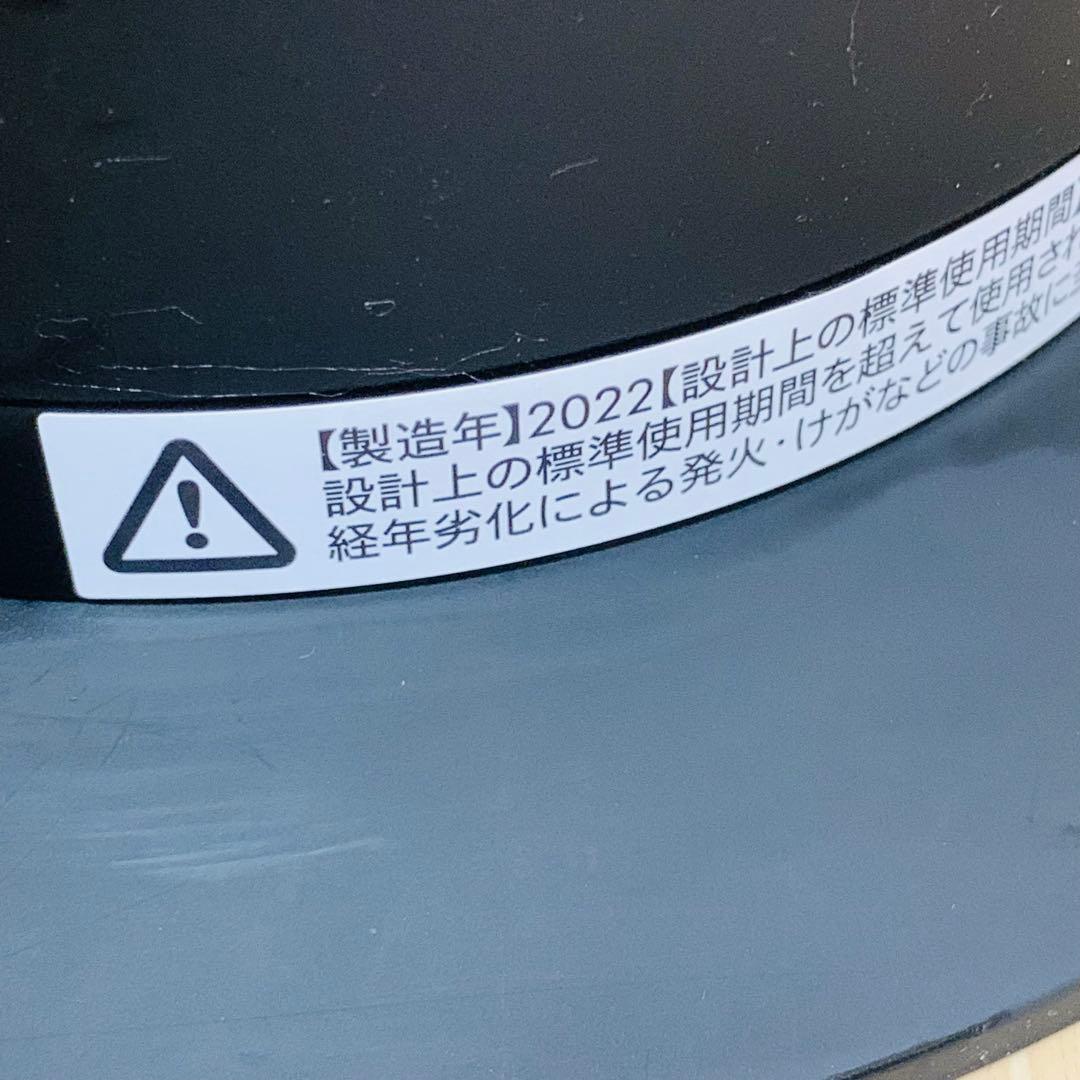 【製造年】2022【設計上の標準使用期間】
設計上の標準使用期間を超えて使用され
経年劣化による発火・けがなどの事故に